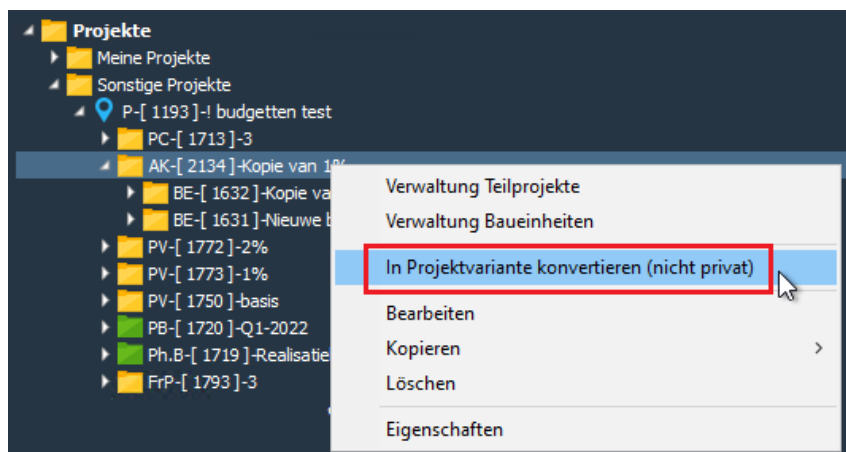 Projekte
Meine Projekte
Sonstige Projekte
P-[ 1193 ]-! budgetten test
PC-[ 1713 ]-3
AK-[ 2134 ]-Kopie van 1%
BE-[ 1632 ]-Kopie va
BE-[ 1631 ]-Nieuwe
PV-[ 1772 ]-2%
PV-[ 1773 ]-1%
PV-[ 1750 ]-basis
PB-[ 1720 ]-Q1-2022
Ph.B-[ 1719 ]-Realisatie
FrP-[ 1793 ]-3
Verwaltung Teilprojekte
Verwaltung Baueinheiten
In Projektvariante konvertieren (nicht privat)
Bearbeiten
Kopieren
Löschen
Eigenschaften